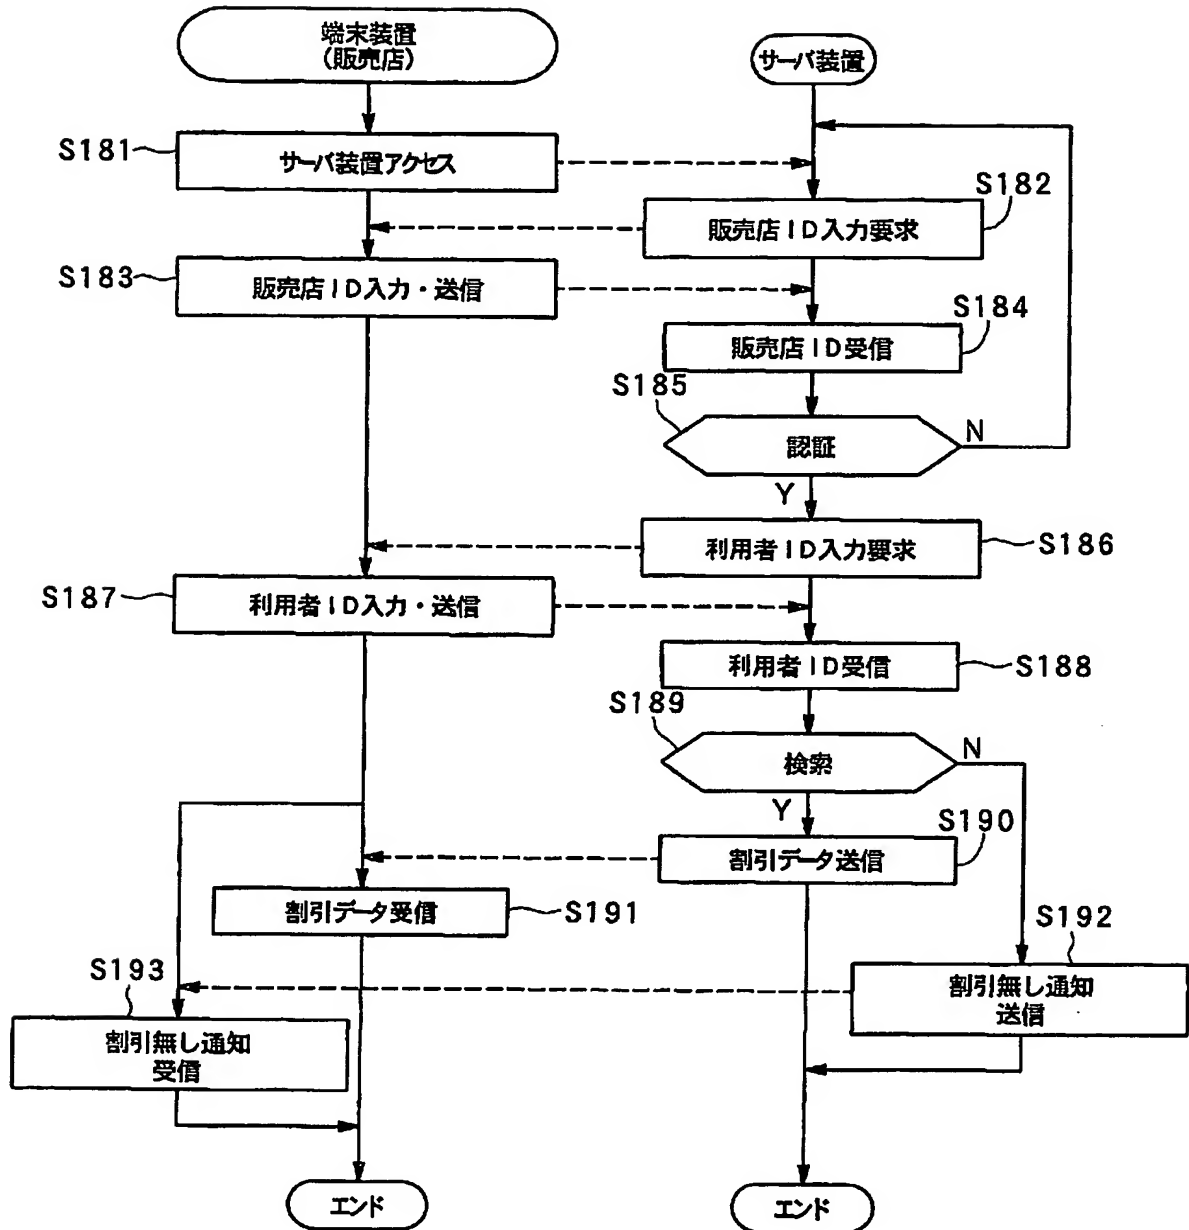 端末装置
(販売店)
サーバ装置
S181
サーバ装置アクセス
S182
販売店ID入力要求
S183
販売店ID入力・送信
S184
販売店ID受信
S185
認証
N
Y
S186
利用者ID入力要求
S187
利用者ID入力・送信
S188
利用者ID受信
S189
検索
N
Y
S190
割引データ送信
S191
割引データ受信
S192
割引無し通知
送信
S193
割引無し通知
受信
エンド
エンド